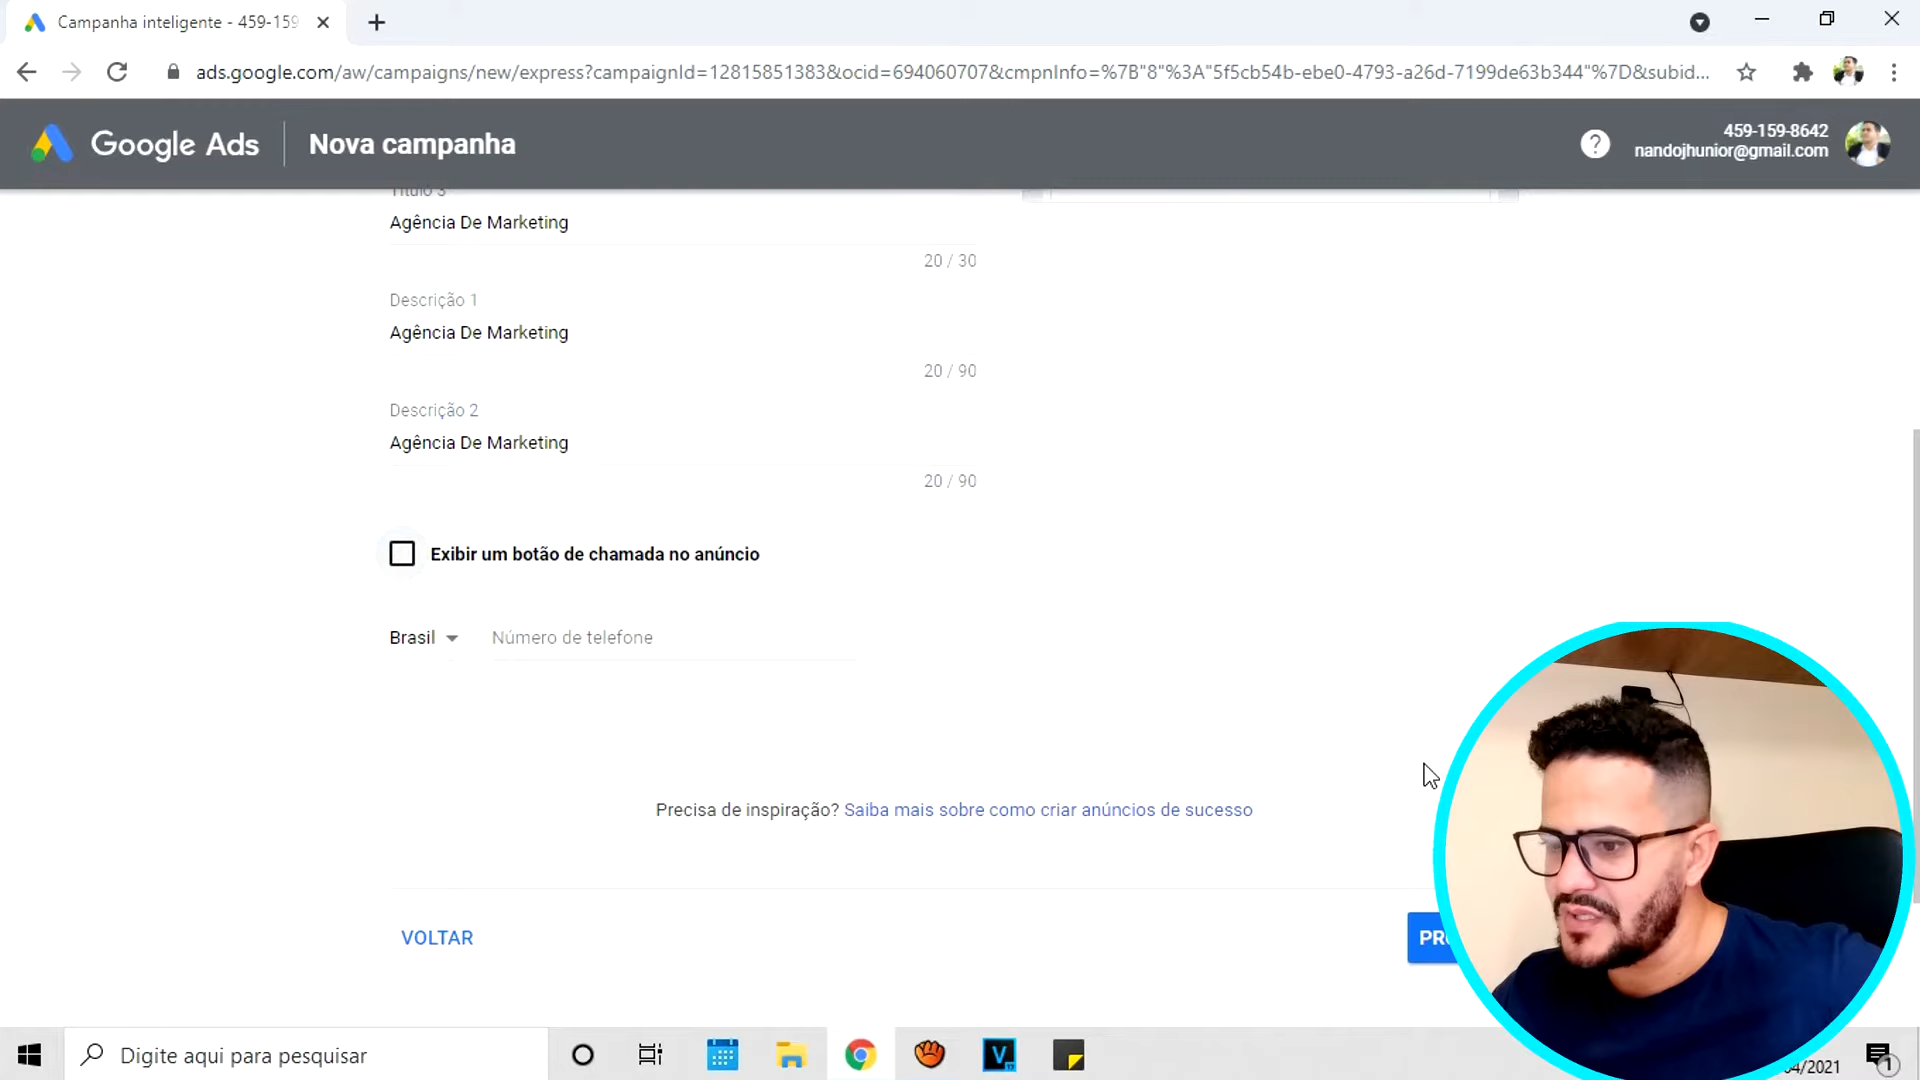 Campanha inteligente - 459-159
ads.google.com/aw/campaigns/new/express?campaignId=12815851383&ocid=694060707&cmpnInfo=%7B"8"%3A"5f5cb54b-ebe0-4793-a26d-7199de63b344"%7D&subid...
Google Ads
Nova campanha
?
459-159-8642
nandojhunior@gmail.com
Título 3
Agência De Marketing
20 / 30
Descrição 1
Agência De Marketing
20 / 90
Descrição 2
Agência De Marketing
20 / 90
Exibir um botão de chamada no anúncio
Brasil
Número de telefone
Precisa de inspiração? Saiba mais sobre como criar anúncios de sucesso
VOLTAR
Digite aqui para pesquisar
V
/2021
1